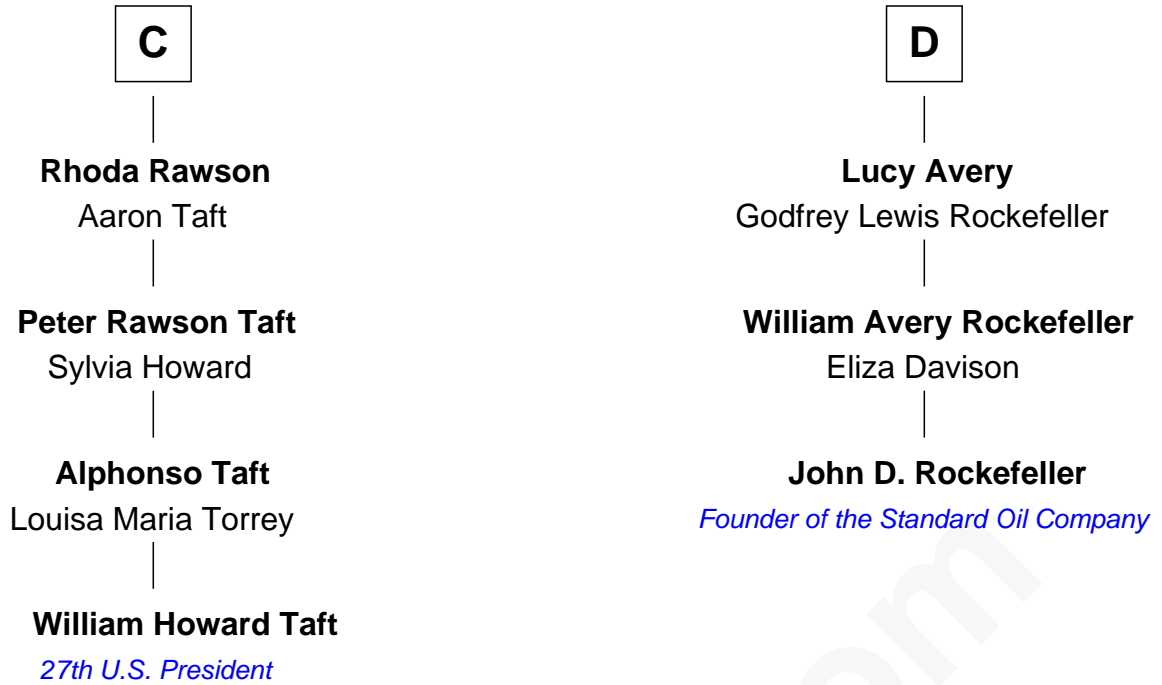 C
Rhoda Rawson
Aaron Taft
Peter Rawson Taft
Sylvia Howard
Alphonso Taft
Louisa Maria Torrey
William Howard Taft
27th U.S. President
D
Lucy Avery
Godfrey Lewis Rockefeller
William Avery Rockefeller
Eliza Davison
John D. Rockefeller
Founder of the Standard Oil Company
om